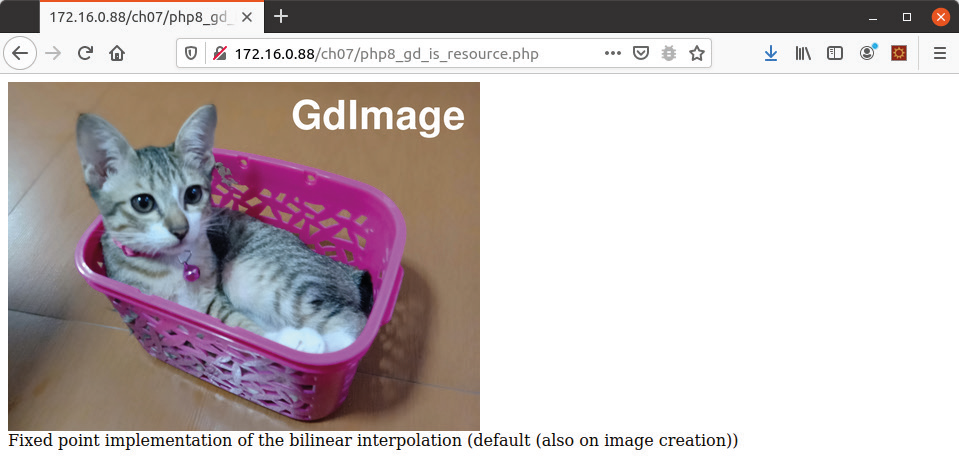 172.16.0.88/ch07/php8_gd_
172.16.0.88/ch07/php8_gd_is_resource.php
GdImage
Fixed point implementation of the bilinear interpolation (default (also on image creation))